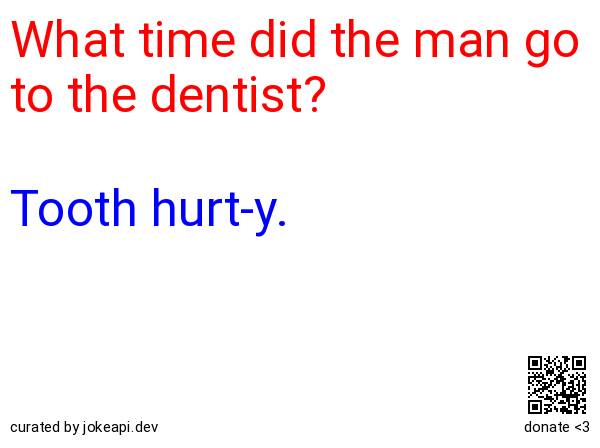 What time did the man go
to the dentist?
Tooth hurt-y.
curated by jokeapi.dev
donate <3